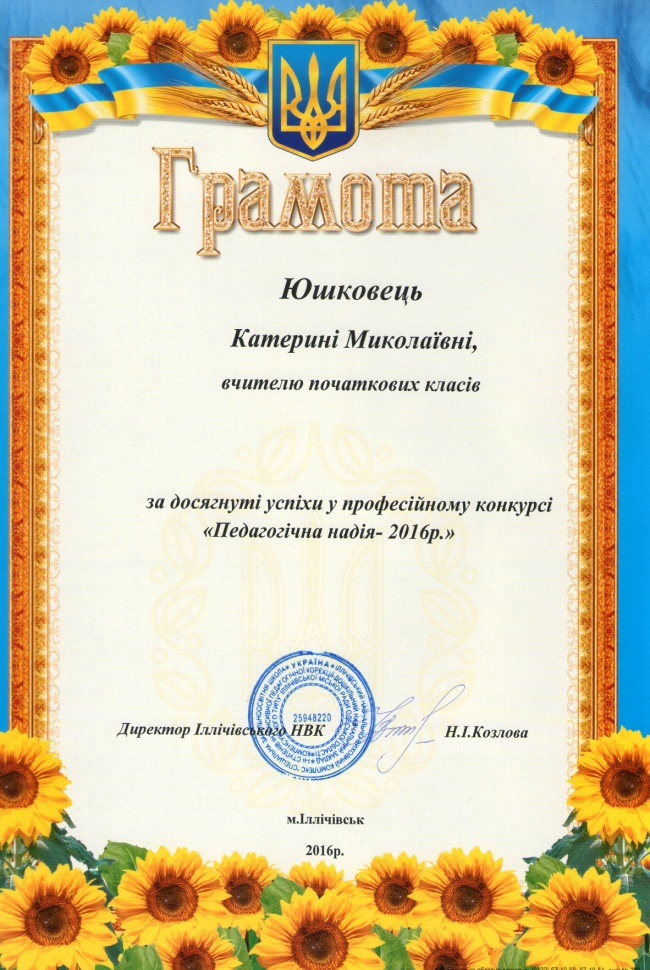 Грамота
Юшковець
Катерині Миколаївні,
вчителю початкових класів
за досягнуті успіхи у професійному конкурсі
«Педагогічна надія- 2016р.»
УКРАЇНА
25948220
Директор Іллічівського НВК
Н.І.Козлова
м.Іллічівськ
2016р.